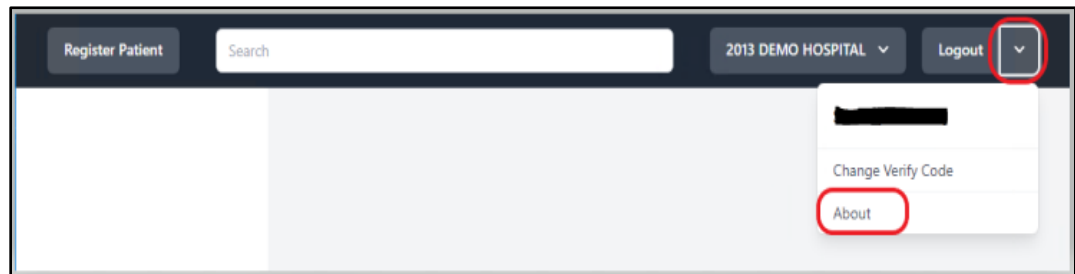 Register Patient Search 2013 DEMO HOSPITAL Logout
Change Verify Code
About